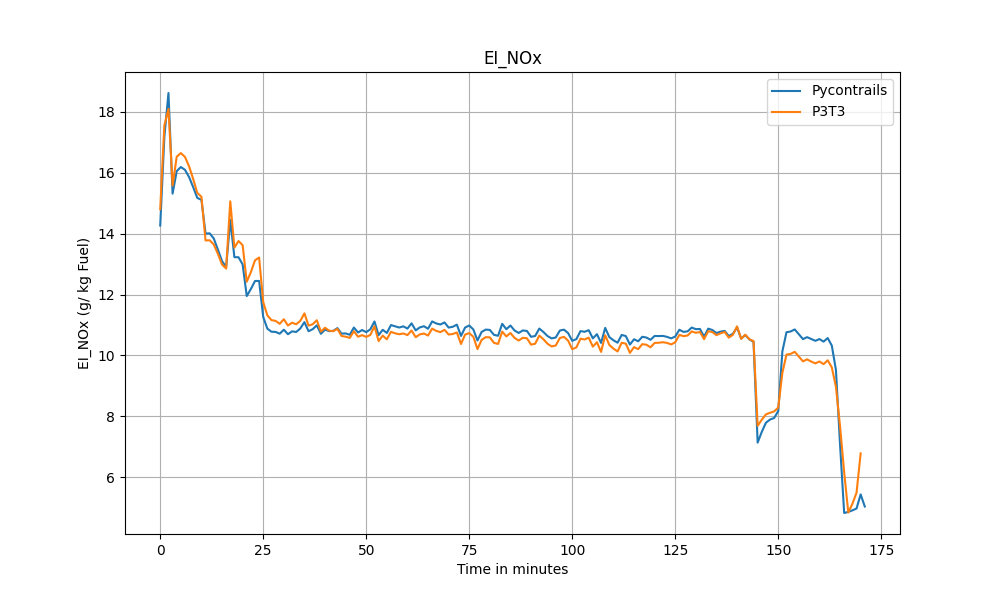 EI_NOx
Pycontrails
P3T3
EI_NOx (g/ kg Fuel)
18
16
14
12
10
8
6
0 25 50 75 100 125 150 175
Time in minutes